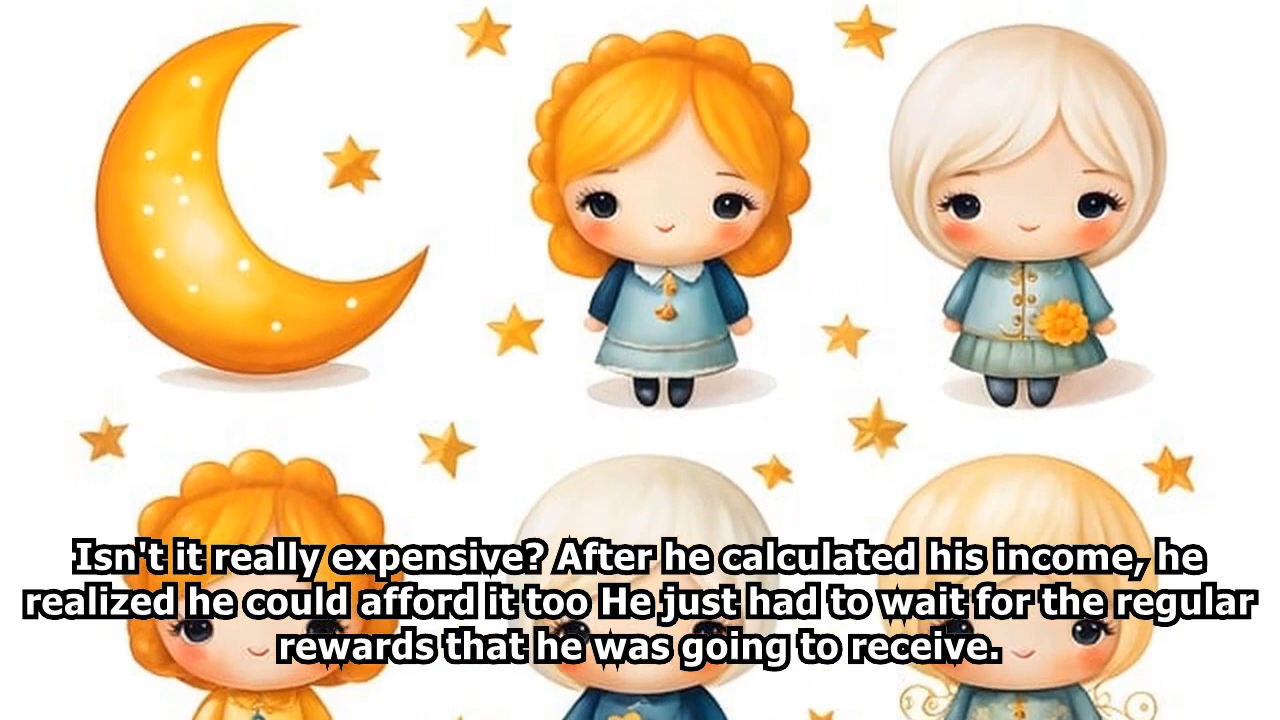 Isn't it really expensive? After he calculated his income, he
realized he could afford it too He just had to wait for the regular
rewards that he was going to receive.